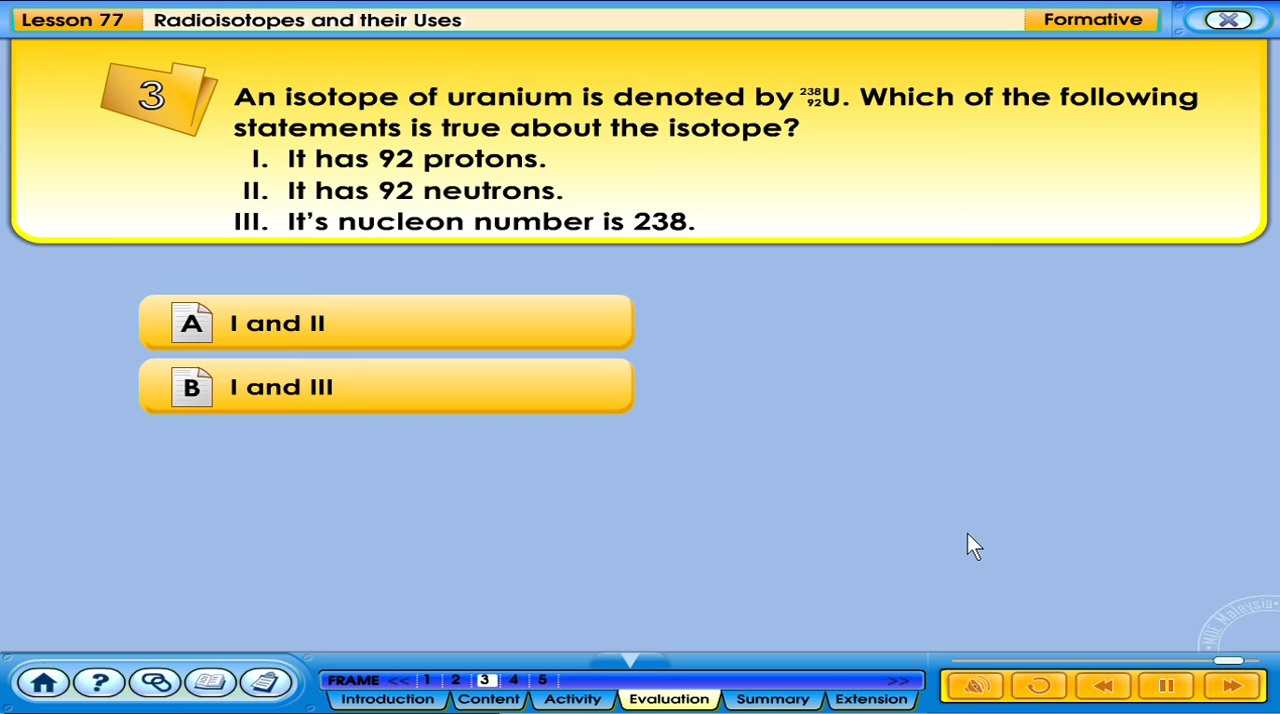 Lesson 77 Radioisotopes and their Uses Formative
3 An isotope of uranium is denoted by ²³⁸₉₂U. Which of the following
statements is true about the isotope?
I. It has 92 protons.
II. It has 92 neutrons.
III. It's nucleon number is 238.
A I and II
B I and III
MOE Malaysia
FRAME << 1 2 3 4 5 >>
Introduction Content Activity Evaluation Summary Extension